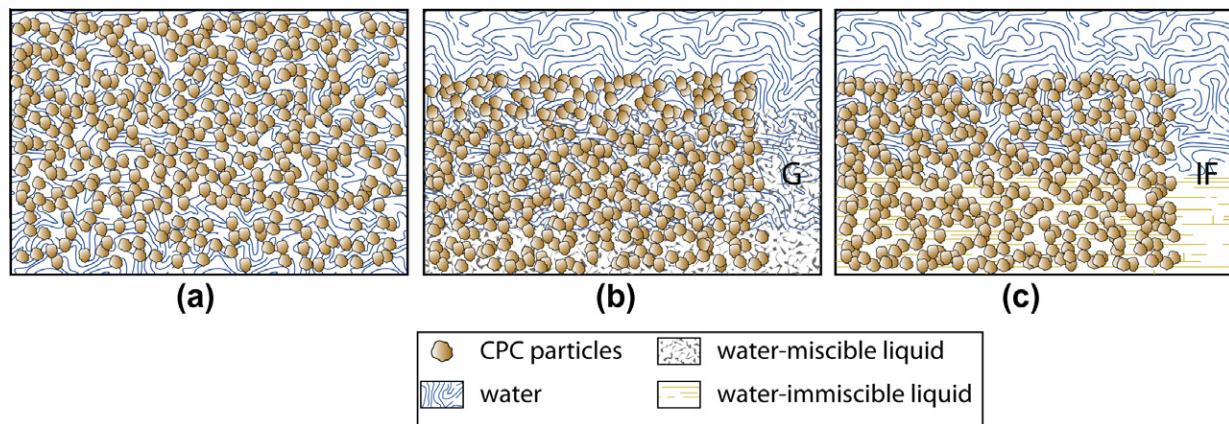 G
IF
(a)
(b)
(c)
CPC particles
water-miscible liquid
water
water-immiscible liquid